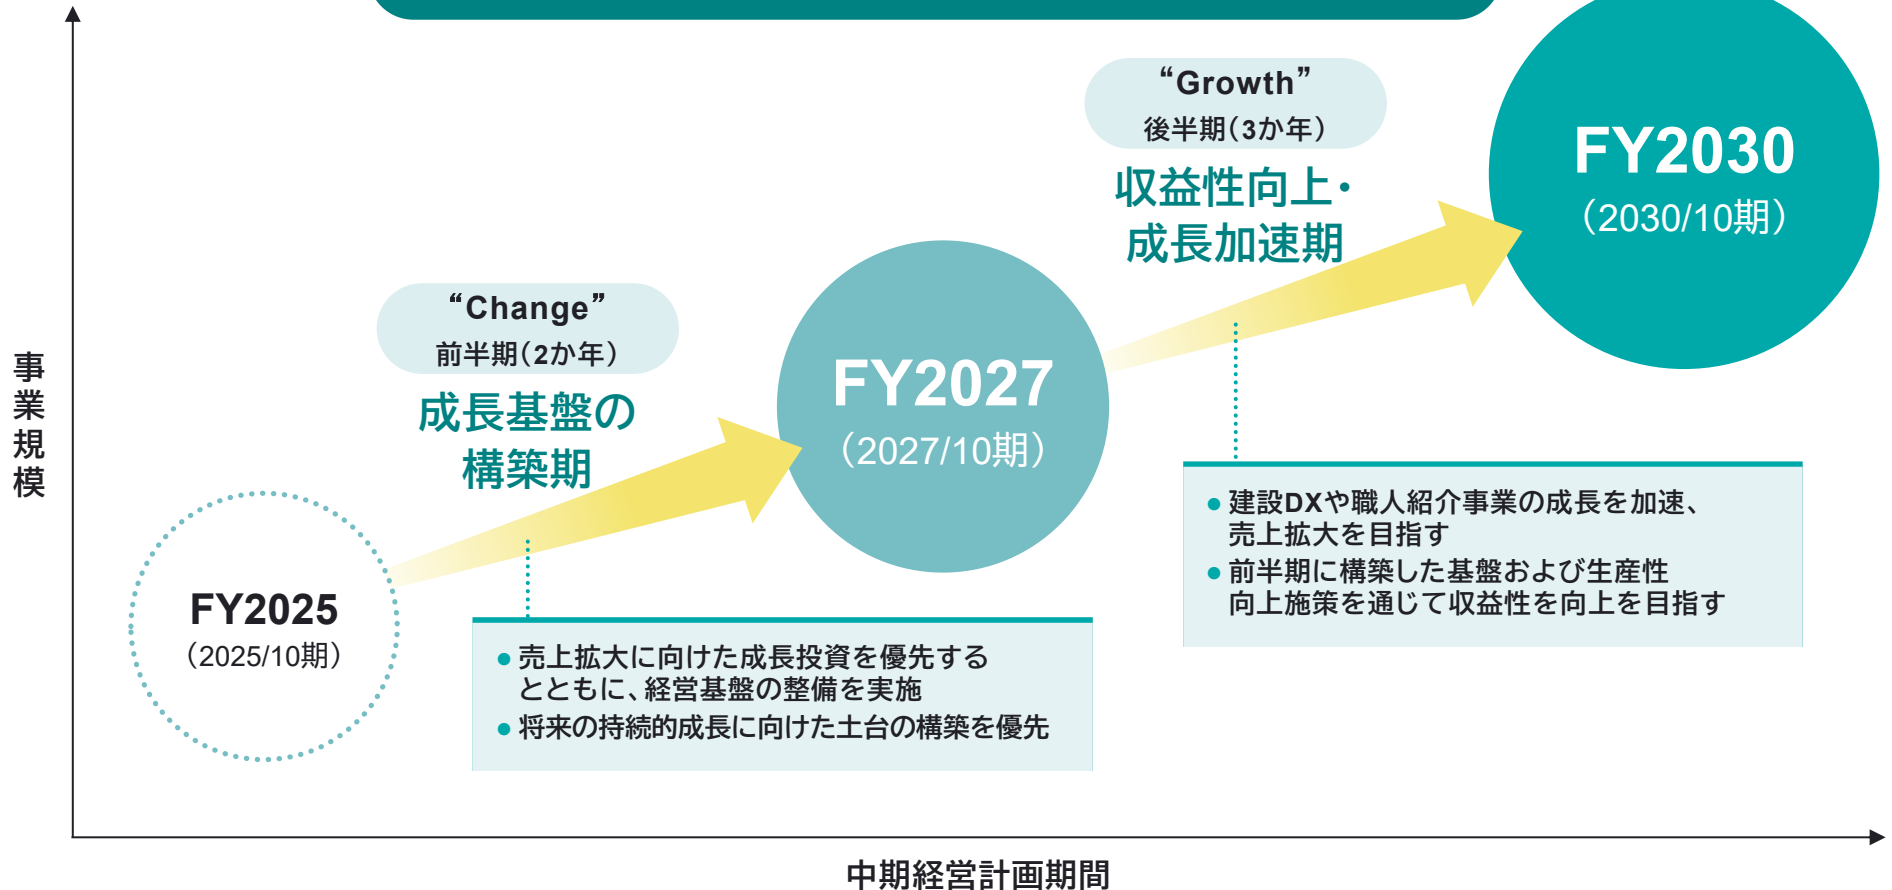 “Growth”
後半期（3か年）
収益性向上・
成長加速期
FY2030
（2030/10期）
“Change”
前半期（2か年）
成長基盤の
構築期
FY2027
（2027/10期）
事業規模
FY2025
（2025/10期）
● 建設DXや職人紹介事業の成長を加速、
売上拡大を目指す
● 前半期に構築した基盤および生産性
向上施策を通じて収益性を向上を目指す
● 売上拡大に向けた成長投資を優先する
とともに、経営基盤の整備を実施
● 将来の持続的成長に向けた土台の構築を優先
中期経営計画期間